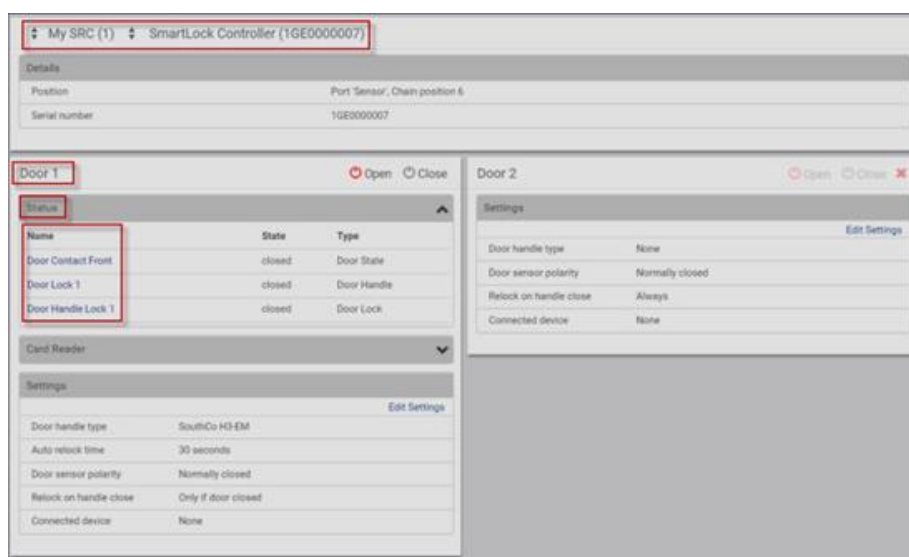 My SRC (1) SmartLock Controller (1GE0000007)
Details
Position Port 'Sensor', Chain position 6
Serial number 1GE0000007
Door 1 Open Close
Status
Name State Type
Door Contact Front closed Door State
Door Lock 1 closed Door Handle
Door Handle Lock 1 closed Door Lock
Card Reader
Settings
Edit Settings
Door handle type SouthCo H3-EM
Auto relock time 30 seconds
Door sensor polarity Normally closed
Relock on handle close Only if door closed
Connected device None
Door 2 Open Close
Settings
Edit Settings
Door handle type None
Door sensor polarity Normally closed
Relock on handle close Always
Connected device None